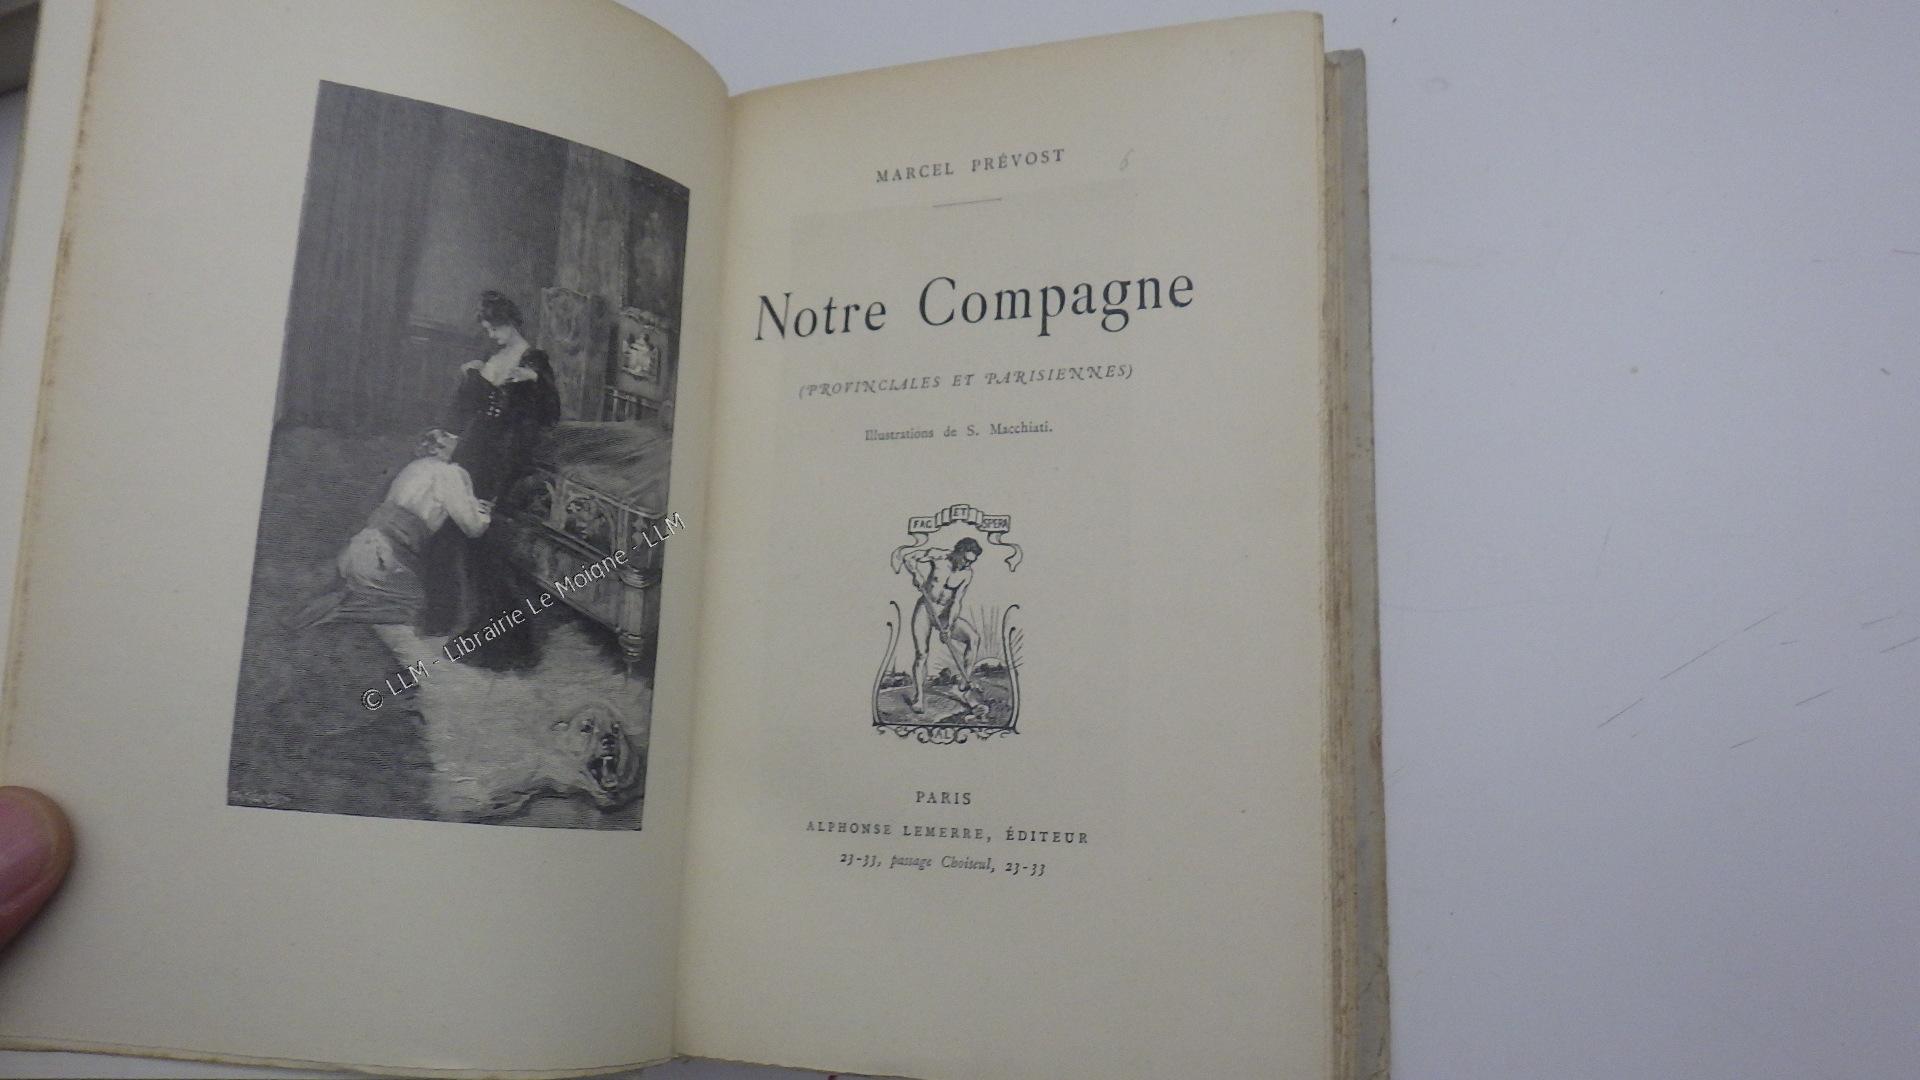 © LLM - Librairie Le Moigne - LLM
MARCEL PRÉVOST
6
Notre Compagne
(PROVINCIALES ET PARISIENNES)
Illustrations de S. Macchiati.
FAC ET SPERA
AL
PARIS
ALPHONSE LEMERRE, ÉDITEUR
23-33, passage Choiseul, 23-33